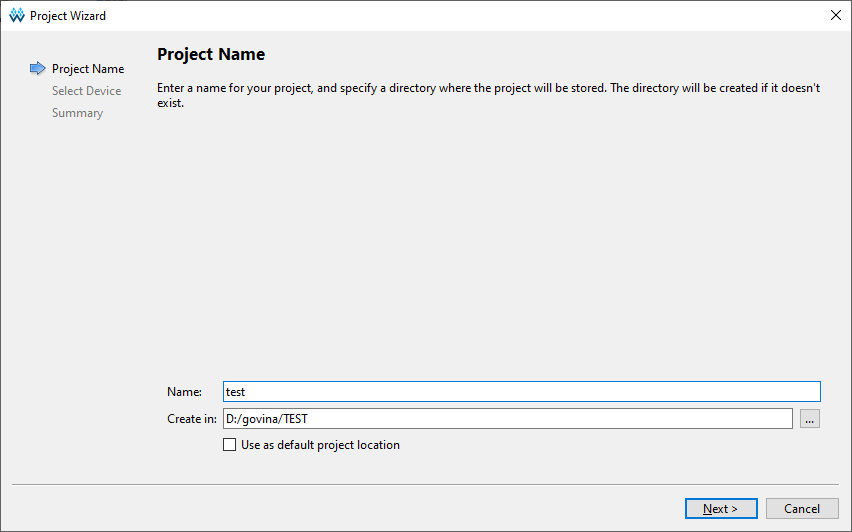 Project Wizard
Project Name
Select Device
Summary
Project Name
Enter a name for your project, and specify a directory where the project will be stored. The directory will be created if it doesn't
exist.
Name: test
Create in: D:/govina/TEST ...
Use as default project location
Next > Cancel